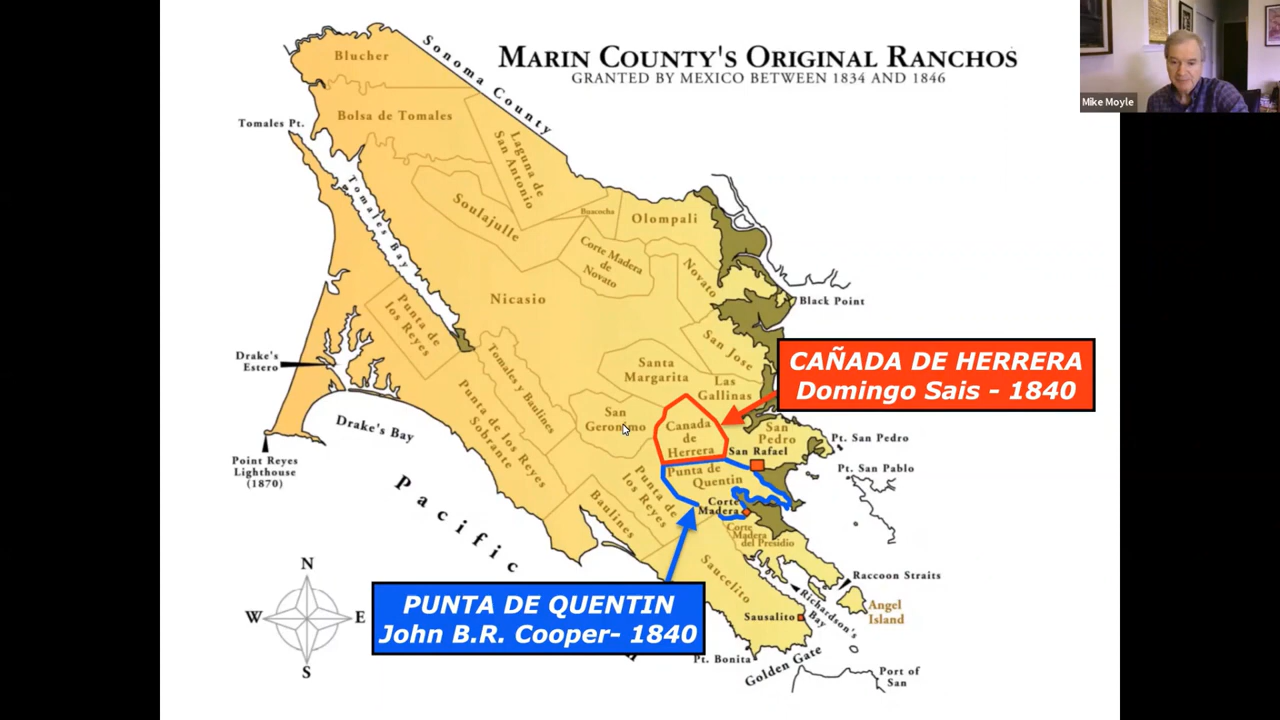 MARIN COUNTY'S ORIGINAL RANCHOS
GRANTED BY MEXICO BETWEEN 1834 AND 1846
Mike Moyle
Blucher
Sonoma County
Bolsa de Tomales
Tomales Pt.
Laguna de
San Antonio
Tomales Bay
Soulajulle
Buacocha
Olompali
Corte Madera
de
Novato
Novato
Black Point
Nicasio
Punta de
los Reyes
San Jose
Drake's
Estero
Tomales y Baulines
Santa
Margarita
Las
Gallinas
CAÑADA DE HERRERA
Domingo Sais - 1840
Punta de los Reyes
Sobrante
San
Geronimo
Canada
de
Herrera
San
Pedro
Pt. San Pedro
San Rafael
Drake's Bay
Point Reyes
Lighthouse
(1870)
Pt. San Pablo
Punta de
Quentin
Punta de
los Reyes
Pacific
Baulines
Corte
Madera
Corte
Madera
del Presidio
Saucelito
Raccoon Straits
N
W
E
S
Richardson's
Bay
Angel
Island
PUNTA DE QUENTIN
John B.R. Cooper- 1840
Sausalito
Pt. Bonita
Golden Gate
Port of
San